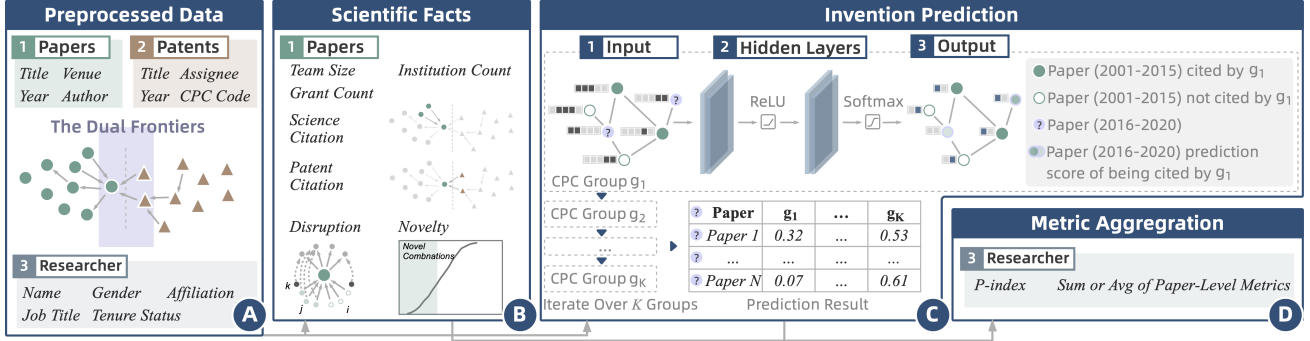 Preprocessed Data
1 Papers
Title Venue
Year Author
2 Patents
Title Assignee
Year CPC Code
The Dual Frontiers
3 Researcher
Name Gender Affiliation
Job Title Tenure Status
A
Scientific Facts
1 Papers
Team Size
Institution Count
Grant Count
Science
Citation
Patent
Citation
Disruption
k
j
i
Novelty
Novel
Combnations
B
Invention Prediction
1 Input
2 Hidden Layers
3 Output
?
?
ReLU
Softmax
Paper (2001-2015) cited by g1
Paper (2001-2015) not cited by g1
? Paper (2016-2020)
Paper (2016-2020) prediction
score of being cited by g1
CPC Group g1
CPC Group g2
...
CPC Group gK
Iterate Over K Groups
? Paper g1 ... gK
? Paper 1 0.32 ... 0.53
? ... ... ...
? Paper N 0.07 ... 0.61
Prediction Result
C
Metric Aggregration
3 Researcher
P-index Sum or Avg of Paper-Level Metrics
D